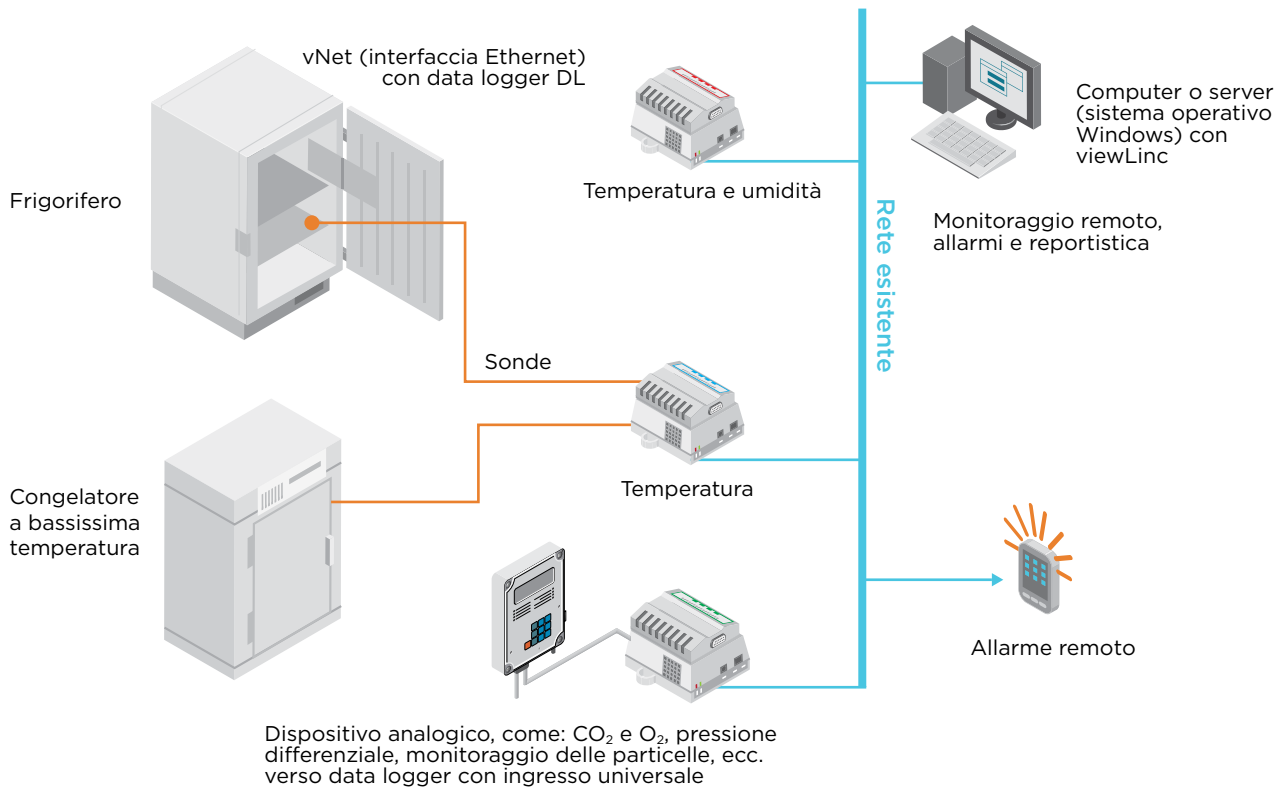 vNet (interfaccia Ethernet)
con data logger DL
Computer o server
(sistema operativo
Windows) con
viewLinc
Frigorifero
Temperatura e umidità
Rete esistente
Monitoraggio remoto,
allarmi e reportistica
Sonde
Temperatura
Congelatore
a bassissima
temperatura
Allarme remoto
Dispositivo analogico, come: CO₂ e O₂, pressione
differenziale, monitoraggio delle particelle, ecc.
verso data logger con ingresso universale